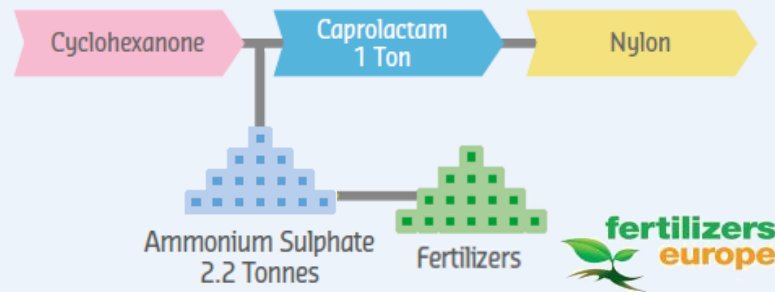 Cyclohexanone
Caprolactam
1 Ton
Nylon
Ammonium Sulphate
2.2 Tonnes
Fertilizers
fertilizers
europe